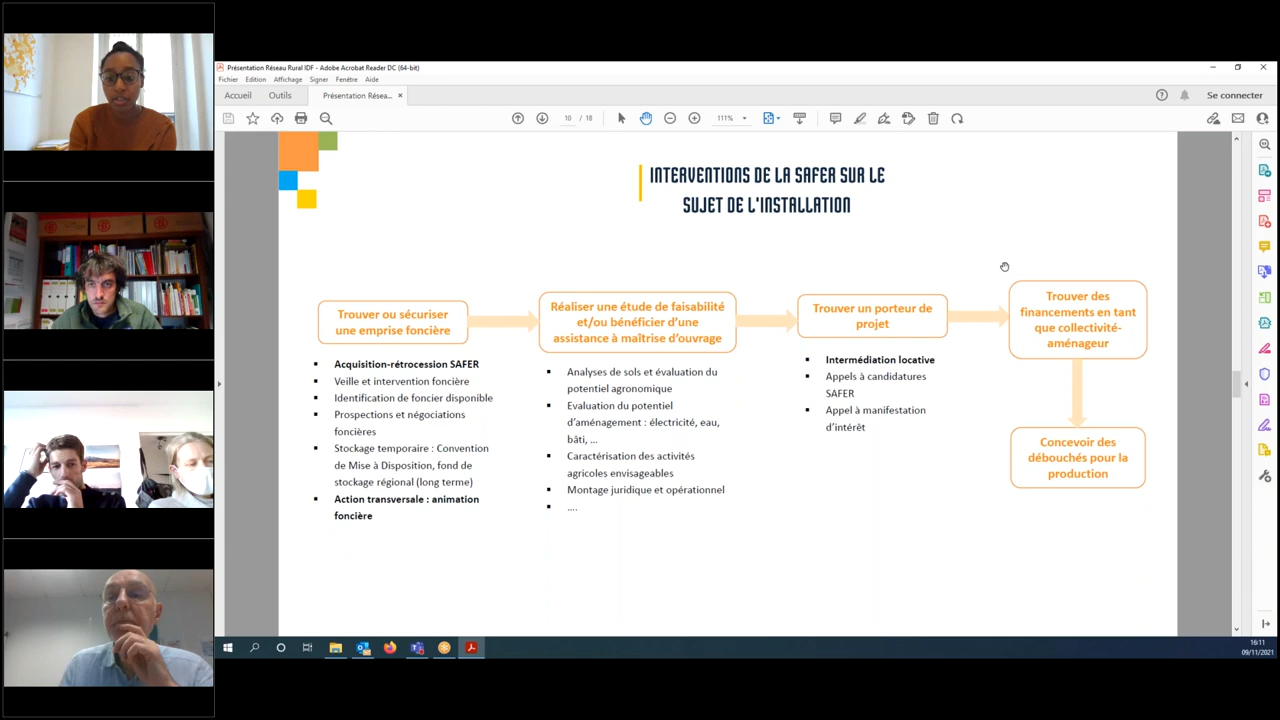 Présentation Réseau Rural IDF - Adobe Acrobat Reader DC (64-bit)
Fichier Edition Affichage Signer Fenêtre Aide
Accueil Outils Présentation Résea... × Se connecter
10 / 18 111%
INTERVENTIONS DE LA SAFER SUR LE
SUJET DE L'INSTALLATION
Trouver ou sécuriser
une emprise foncière
▪ Acquisition-rétrocession SAFER
▪ Veille et intervention foncière
▪ Identification de foncier disponible
▪ Prospections et négociations
foncières
▪ Stockage temporaire : Convention
de Mise à Disposition, fond de
stockage régional (long terme)
▪ Action transversale : animation
foncière
Réaliser une étude de faisabilité
et/ou bénéficier d'une
assistance à maîtrise d'ouvrage
▪ Analyses de sols et évaluation du
potentiel agronomique
▪ Evaluation du potentiel
d'aménagement : électricité, eau,
bâti, ...
▪ Caractérisation des activités
agricoles envisageables
▪ Montage juridique et opérationnel
▪ ....
Trouver un porteur de
projet
▪ Intermédiation locative
▪ Appels à candidatures
SAFER
▪ Appel à manifestation
d'intérêt
Trouver des
financements en tant
que collectivité-
aménageur
Concevoir des
débouchés pour la
production
16:11
09/11/2021